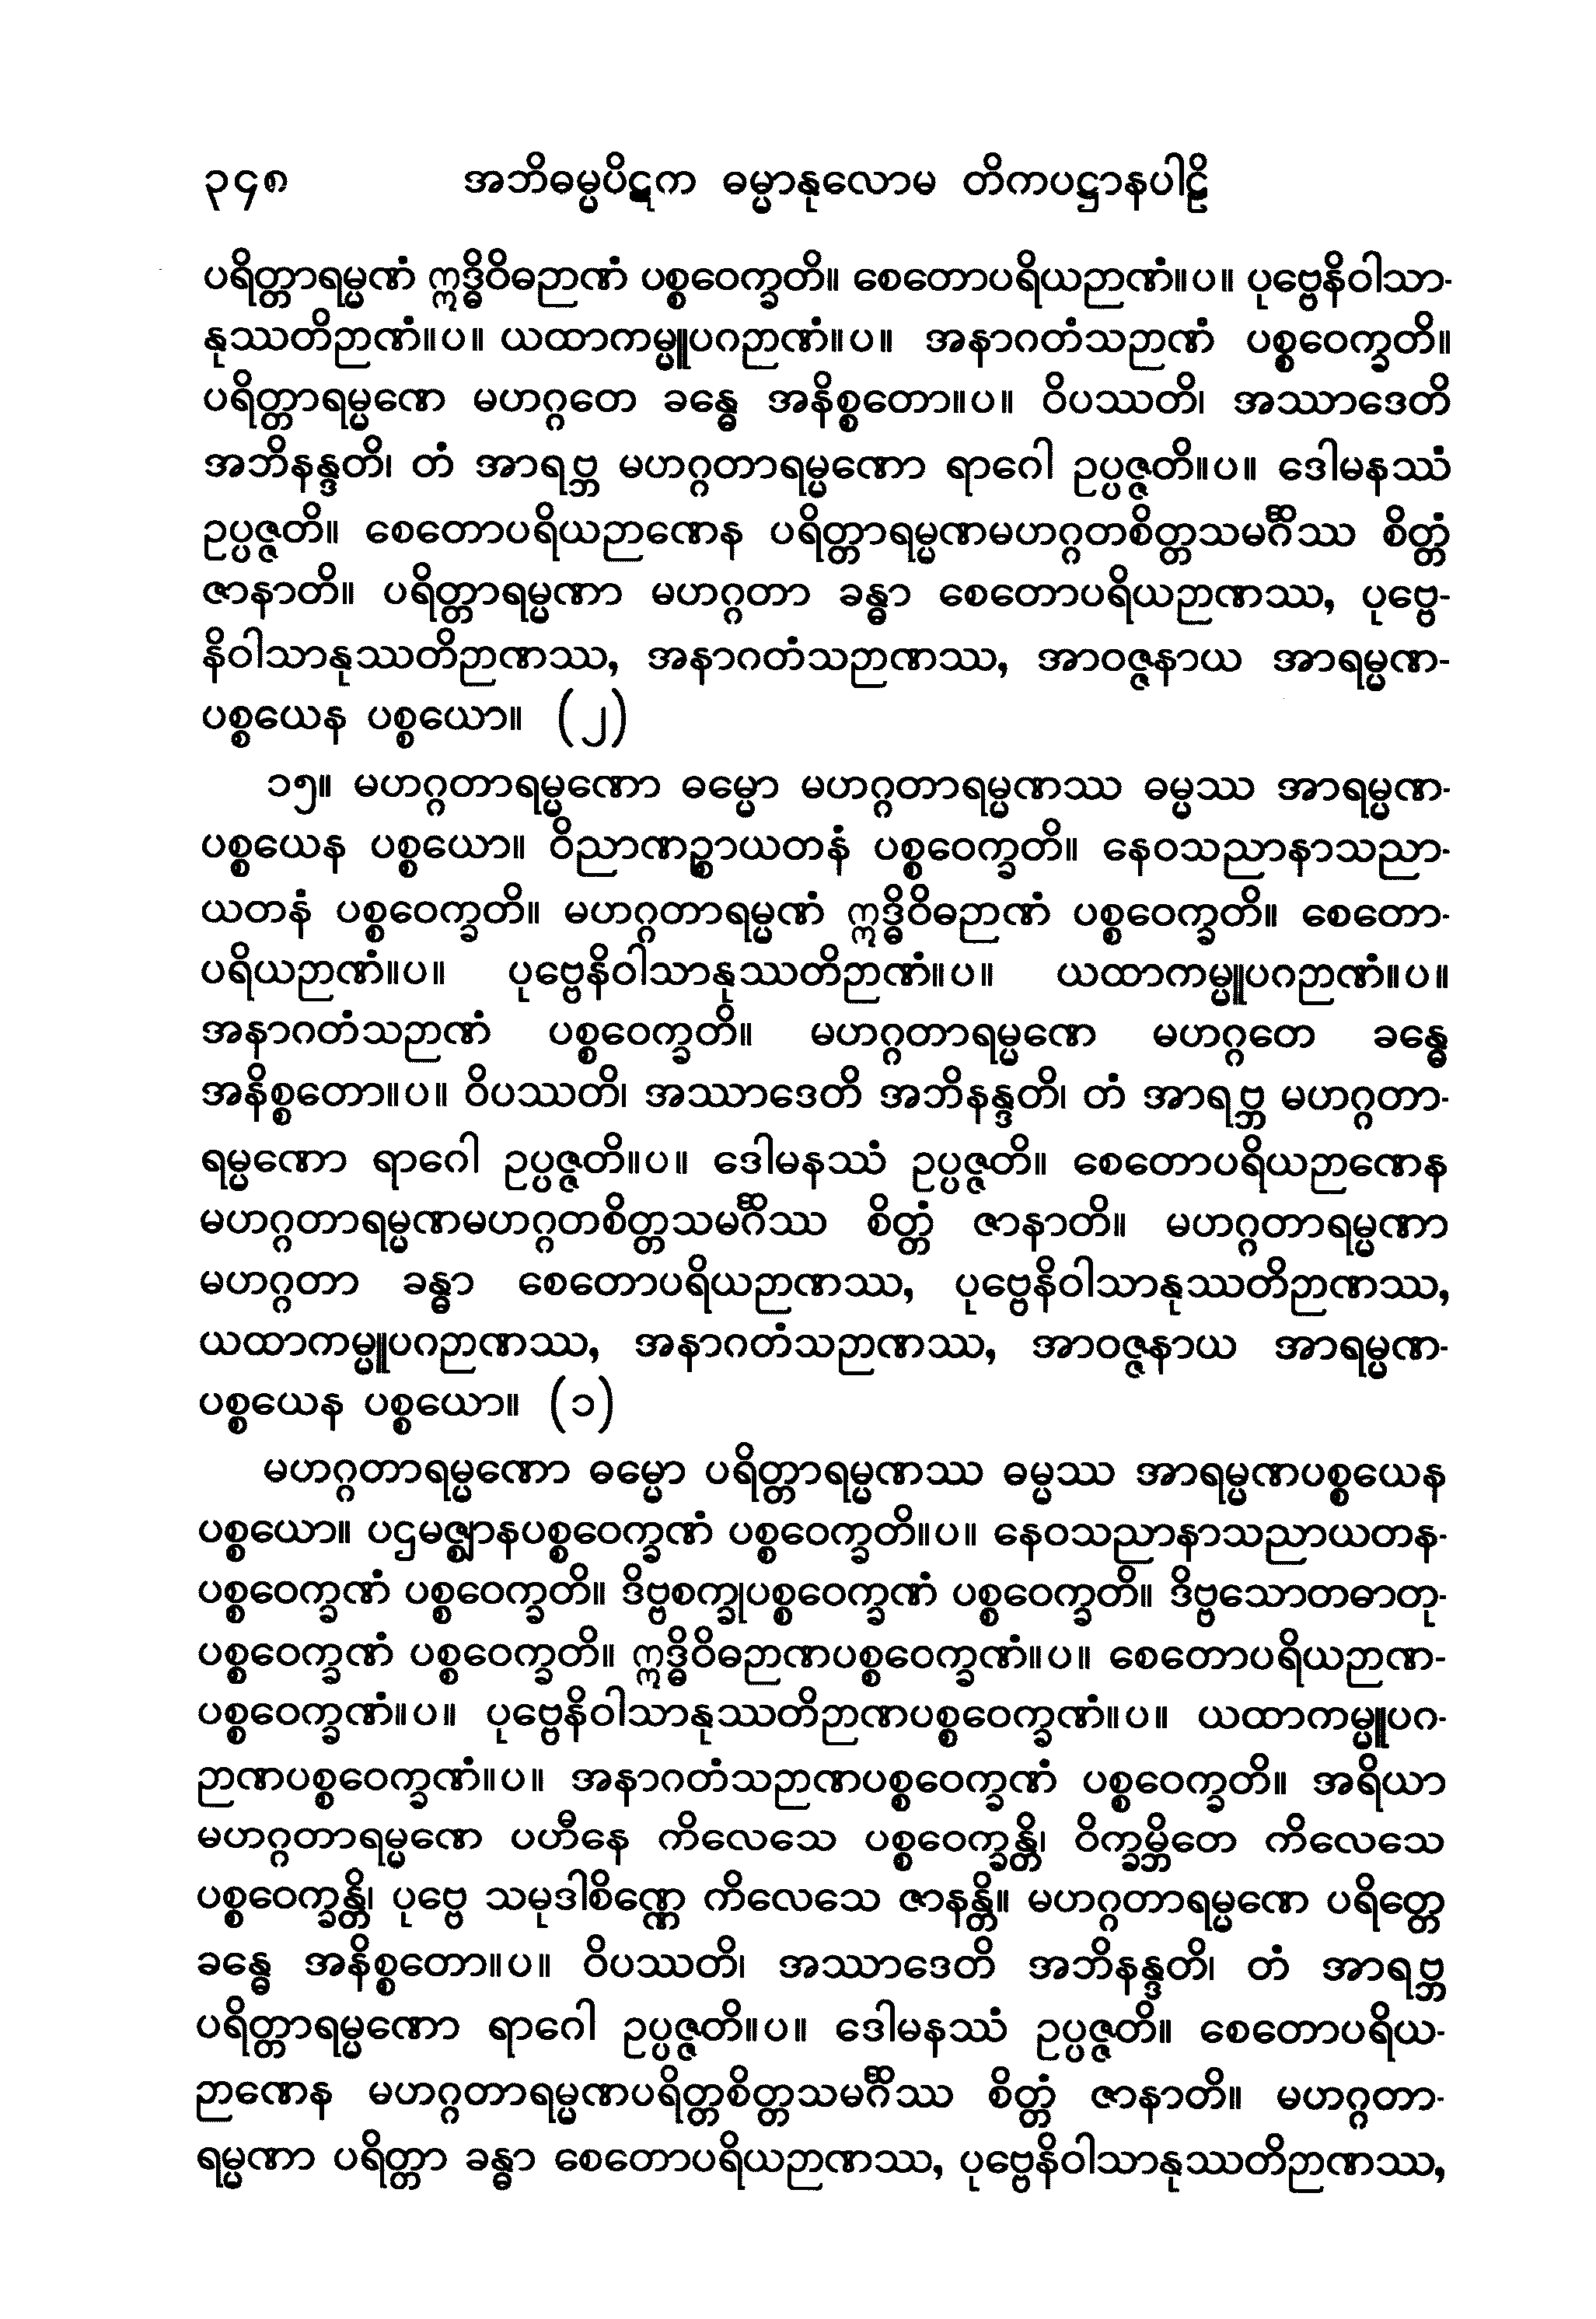 ၃၄၈ အဘိဓမ္မပိဋက ဓမ္မာနုလောမ တိကပဋ္ဌာနပါဠိ
ပရိတ္တာရမ္မဏံ ဣဒ္ဓိဝိဓဉာဏံ ပစ္စဝေက္ခတိ။ စေတောပရိယဉာဏံ။ပ။ ပုဗ္ဗေနိဝါသာ-
နုဿတိဉာဏံ။ပ။ ယထာကမ္မူပဂဉာဏံ။ပ။ အနာဂတံသဉာဏံ ပစ္စဝေက္ခတိ။
ပရိတ္တာရမ္မဏေ မဟဂ္ဂတေ ခန္ဓေ အနိစ္စတော။ပ။ ဝိပဿတိ၊ အဿာဒေတိ
အဘိနန္ဒတိ၊ တံ အာရဗ္ဘ မဟဂ္ဂတာရမ္မဏော ရာဂေါ ဥပ္ပဇ္ဇတိ။ပ။ ဒေါမနဿံ
ဥပ္ပဇ္ဇတိ။ စေတောပရိယဉာဏေန ပရိတ္တာရမ္မဏမဟဂ္ဂတစိတ္တသမင်္ဂိဿ စိတ္တံ
ဇာနာတိ။ ပရိတ္တာရမ္မဏာ မဟဂ္ဂတာ ခန္ဓာ စေတောပရိယဉာဏဿ, ပုဗ္ဗေ-
နိဝါသာနုဿတိဉာဏဿ, အနာဂတံသဉာဏဿ, အာဝဇ္ဇနာယ အာရမ္မဏ-
ပစ္စယေန ပစ္စယော။ (၂)
၁၅။ မဟဂ္ဂတာရမ္မဏော ဓမ္မော မဟဂ္ဂတာရမ္မဏဿ ဓမ္မဿ အာရမ္မဏ-
ပစ္စယေန ပစ္စယော။ ဝိညာဏဉ္စာယတနံ ပစ္စဝေက္ခတိ။ နေဝသညာနာသညာ-
ယတနံ ပစ္စဝေက္ခတိ။ မဟဂ္ဂတာရမ္မဏံ ဣဒ္ဓိဝိဓဉာဏံ ပစ္စဝေက္ခတိ။ စေတော-
ပရိယဉာဏံ။ပ။ ပုဗ္ဗေနိဝါသာနုဿတိဉာဏံ။ပ။ ယထာကမ္မူပဂဉာဏံ။ပ။
အနာဂတံသဉာဏံ ပစ္စဝေက္ခတိ။ မဟဂ္ဂတာရမ္မဏေ မဟဂ္ဂတေ ခန္ဓေ
အနိစ္စတော။ပ။ ဝိပဿတိ၊ အဿာဒေတိ အဘိနန္ဒတိ၊ တံ အာရဗ္ဘ မဟဂ္ဂတာ-
ရမ္မဏော ရာဂေါ ဥပ္ပဇ္ဇတိ။ပ။ ဒေါမနဿံ ဥပ္ပဇ္ဇတိ။ စေတောပရိယဉာဏေန
မဟဂ္ဂတာရမ္မဏမဟဂ္ဂတစိတ္တသမင်္ဂိဿ စိတ္တံ ဇာနာတိ။ မဟဂ္ဂတာရမ္မဏာ
မဟဂ္ဂတာ ခန္ဓာ စေတောပရိယဉာဏဿ, ပုဗ္ဗေနိဝါသာနုဿတိဉာဏဿ,
ယထာကမ္မူပဂဉာဏဿ, အနာဂတံသဉာဏဿ, အာဝဇ္ဇနာယ အာရမ္မဏ-
ပစ္စယေန ပစ္စယော။ (၁)
မဟဂ္ဂတာရမ္မဏော ဓမ္မော ပရိတ္တာရမ္မဏဿ ဓမ္မဿ အာရမ္မဏပစ္စယေန
ပစ္စယော။ ပဌမဇ္ဈာနပစ္စဝေက္ခဏံ ပစ္စဝေက္ခတိ။ပ။ နေဝသညာနာသညာယတန-
ပစ္စဝေက္ခဏံ ပစ္စဝေက္ခတိ။ ဒိဗ္ဗစက္ခုပစ္စဝေက္ခဏံ ပစ္စဝေက္ခတိ။ ဒိဗ္ဗသောတဓာတု-
ပစ္စဝေက္ခဏံ ပစ္စဝေက္ခတိ။ ဣဒ္ဓိဝိဓဉာဏပစ္စဝေက္ခဏံ။ပ။ စေတောပရိယဉာဏ-
ပစ္စဝေက္ခဏံ။ပ။ ပုဗ္ဗေနိဝါသာနုဿတိဉာဏပစ္စဝေက္ခဏံ။ပ။ ယထာကမ္မူပဂ-
ဉာဏပစ္စဝေက္ခဏံ။ပ။ အနာဂတံသဉာဏပစ္စဝေက္ခဏံ ပစ္စဝေက္ခတိ။ အရိယာ
မဟဂ္ဂတာရမ္မဏေ ပဟီနေ ကိလေသေ ပစ္စဝေက္ခန္တိ၊ ဝိက္ခမ္ဘိတေ ကိလေသေ
ပစ္စဝေက္ခန္တိ၊ ပုဗ္ဗေ သမုဒါစိဏ္ဏေ ကိလေသေ ဇာနန္တိ။ မဟဂ္ဂတာရမ္မဏေ ပရိတ္တေ
ခန္ဓေ အနိစ္စတော။ပ။ ဝိပဿတိ၊ အဿာဒေတိ အဘိနန္ဒတိ၊ တံ အာရဗ္ဘ
ပရိတ္တာရမ္မဏော ရာဂေါ ဥပ္ပဇ္ဇတိ။ပ။ ဒေါမနဿံ ဥပ္ပဇ္ဇတိ။ စေတောပရိယ-
ဉာဏေန မဟဂ္ဂတာရမ္မဏပရိတ္တစိတ္တသမင်္ဂိဿ စိတ္တံ ဇာနာတိ။ မဟဂ္ဂတာ-
ရမ္မဏာ ပရိတ္တာ ခန္ဓာ စေတောပရိယဉာဏဿ, ပုဗ္ဗေနိဝါသာနုဿတိဉာဏဿ,